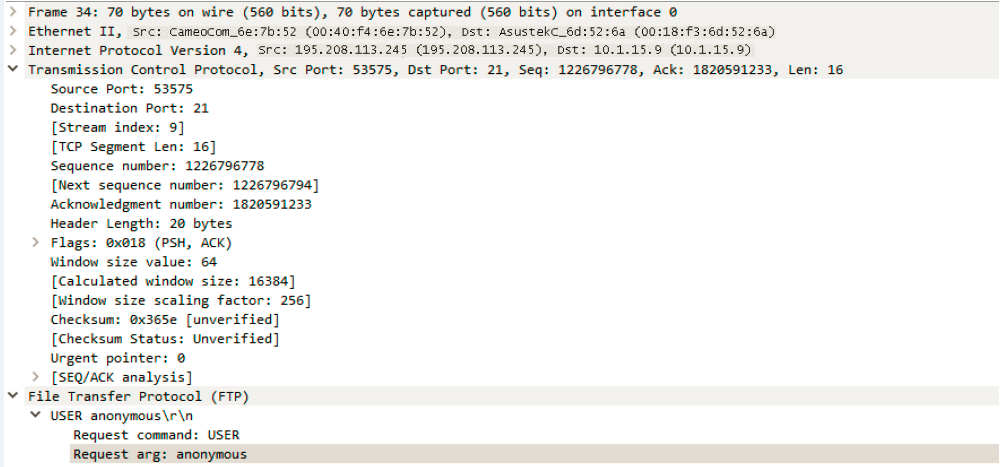 Frame 34: 70 bytes on wire (560 bits), 70 bytes captured (560 bits) on interface 0
Ethernet II, Src: CameoCom_6e:7b:52 (00:40:f4:6e:7b:52), Dst: AsustekC_6d:52:6a (00:18:f3:6d:52:6a)
Internet Protocol Version 4, Src: 195.208.113.245 (195.208.113.245), Dst: 10.1.15.9 (10.1.15.9)
Transmission Control Protocol, Src Port: 53575, Dst Port: 21, Seq: 1226796778, Ack: 1820591233, Len: 16
Source Port: 53575
Destination Port: 21
[Stream index: 9]
[TCP Segment Len: 16]
Sequence number: 1226796778
[Next sequence number: 1226796794]
Acknowledgment number: 1820591233
Header Length: 20 bytes
Flags: 0x018 (PSH, ACK)
Window size value: 64
[Calculated window size: 16384]
[Window size scaling factor: 256]
Checksum: 0x365e [unverified]
[Checksum Status: Unverified]
Urgent pointer: 0
[SEQ/ACK analysis]
File Transfer Protocol (FTP)
USER anonymous\r\n
Request command: USER
Request arg: anonymous